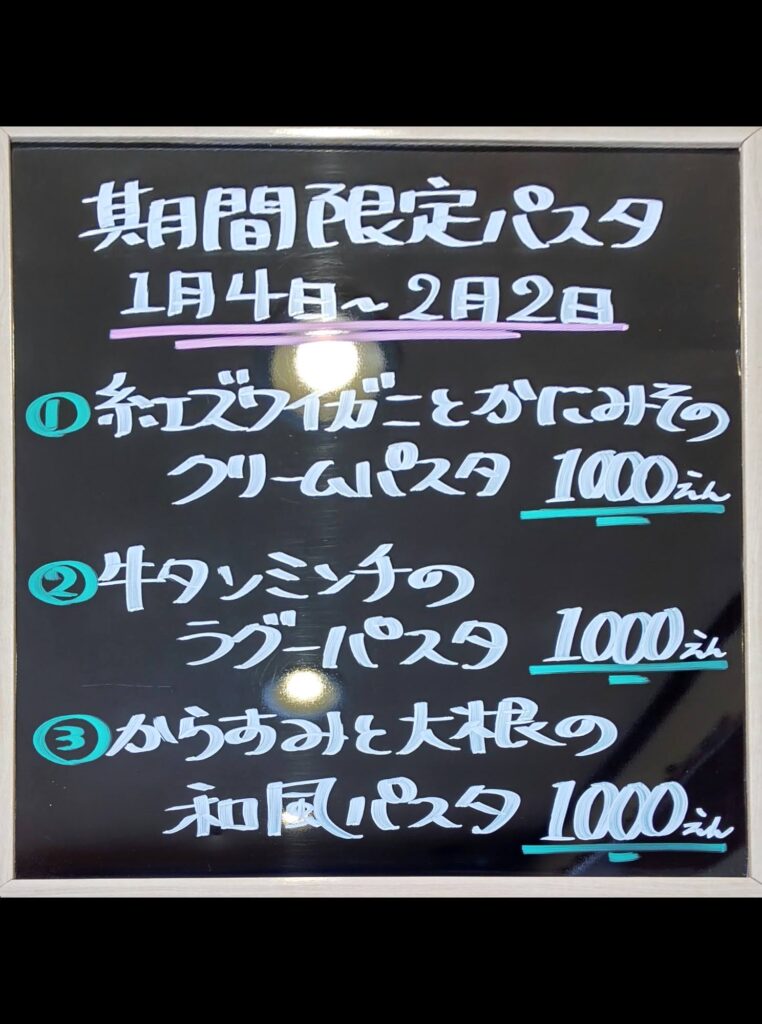 期間限定パスタ
1月4日~2月2日
① 紅ズワイガニとかにみその
クリームパスタ 1000えん
② 牛タンミンチの
ラグーパスタ 1000えん
③ からすみと大根の
和風パスタ 1000えん